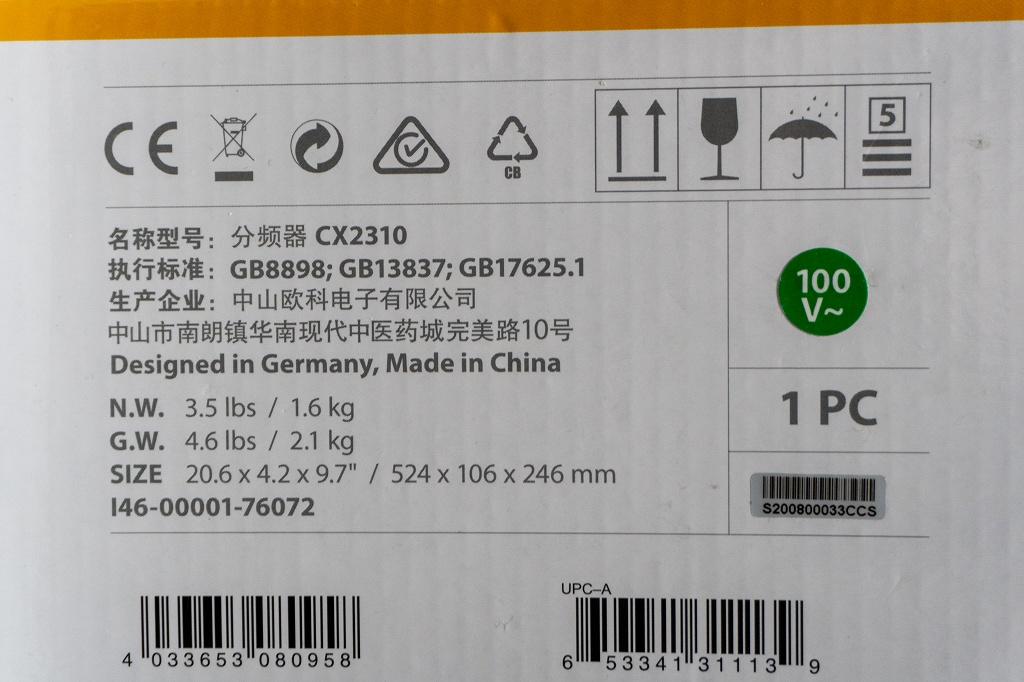 CE
CB
5
名称型号：分频器 CX2310
执行标准：GB8898; GB13837; GB17625.1
生产企业：中山欧科电子有限公司
中山市南朗镇华南现代中医药城完美路10号
Designed in Germany, Made in China
N.W. 3.5 lbs / 1.6 kg
G.W. 4.6 lbs / 2.1 kg
SIZE 20.6 x 4.2 x 9.7" / 524 x 106 x 246 mm
I46-00001-76072
100
V~
1 PC
S200800033CCS
4 033653 080958
UPC-A
6 53341 31113 9